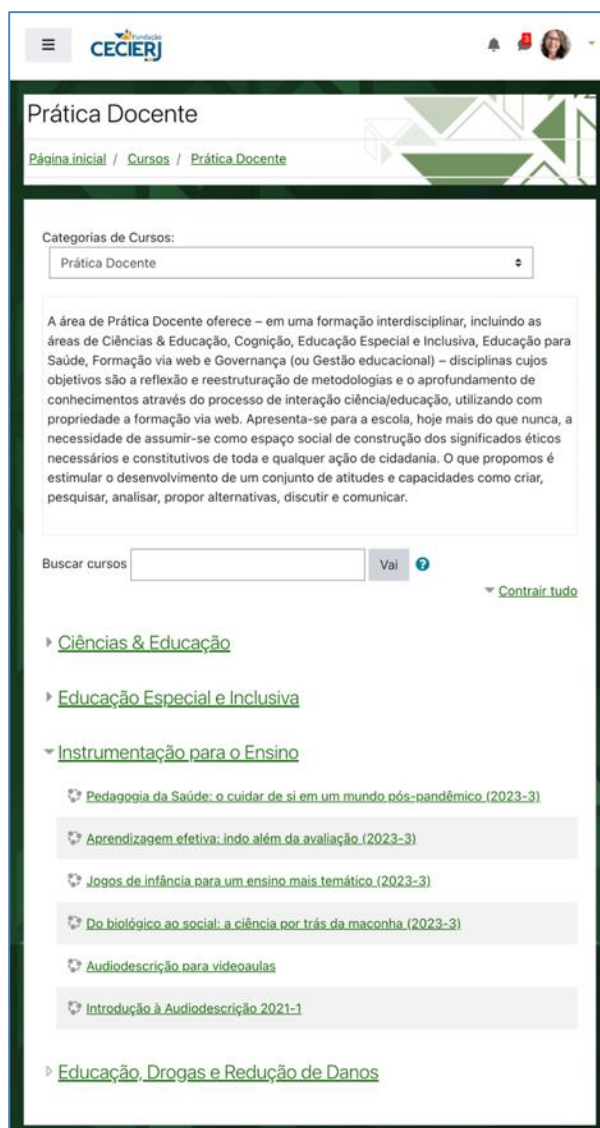 Fundação
CECIERJ
3
Prática Docente
Página inicial / Cursos / Prática Docente
Categorias de Cursos:
Prática Docente
A área de Prática Docente oferece – em uma formação interdisciplinar, incluindo as
áreas de Ciências & Educação, Cognição, Educação Especial e Inclusiva, Educação para
Saúde, Formação via web e Governança (ou Gestão educacional) – disciplinas cujos
objetivos são a reflexão e reestruturação de metodologias e o aprofundamento de
conhecimentos através do processo de interação ciência/educação, utilizando com
propriedade a formação via web. Apresenta-se para a escola, hoje mais do que nunca, a
necessidade de assumir-se como espaço social de construção dos significados éticos
necessários e constitutivos de toda e qualquer ação de cidadania. O que propomos é
estimular o desenvolvimento de um conjunto de atitudes e capacidades como criar,
pesquisar, analisar, propor alternativas, discutir e comunicar.
Buscar cursos Vai ?
Contrair tudo
Ciências & Educação
Educação Especial e Inclusiva
Instrumentação para o Ensino
Pedagogia da Saúde: o cuidar de si em um mundo pós-pandêmico (2023-3)
Aprendizagem efetiva: indo além da avaliação (2023-3)
Jogos de infância para um ensino mais temático (2023-3)
Do biológico ao social: a ciência por trás da maconha (2023-3)
Audiodescrição para videoaulas
Introdução à Audiodescrição 2021-1
Educação, Drogas e Redução de Danos